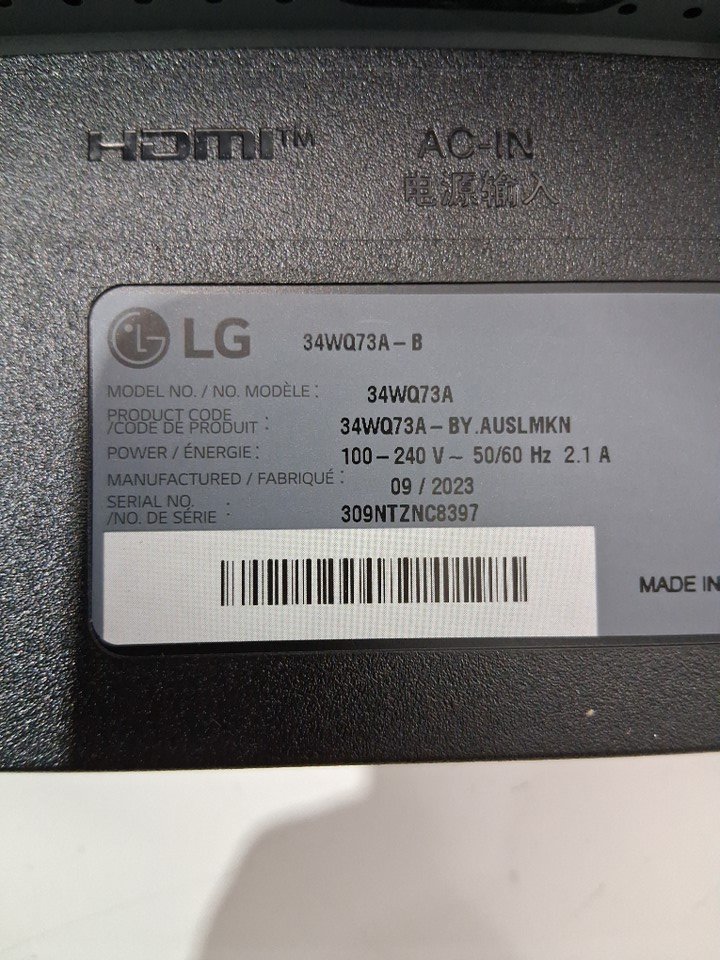 HDMI™
AC-IN
电源输入
LG 34WQ73A-B
MODEL NO. / NO. MODÈLE : 34WQ73A
PRODUCT CODE
/CODE DE PRODUIT : 34WQ73A-BY.AUSLMKN
POWER / ÉNERGIE : 100-240 V~ 50/60 Hz 2.1 A
MANUFACTURED / FABRIQUÉ : 09 / 2023
SERIAL NO.
/NO. DE SÉRIE : 309NTZNC8397
MADE IN